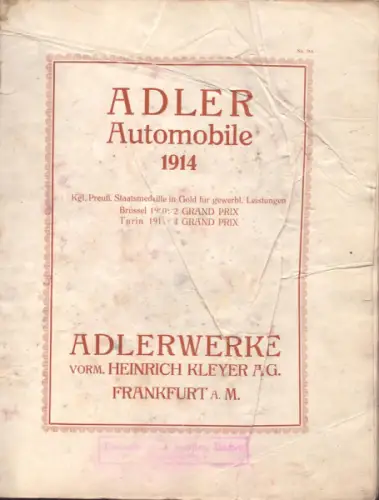 ADLER
Automobile
1914
Kgl. Preuß. Staatsmedaille in Gold für gewerbl. Leistungen
Brüssel 1910: 2 GRAND PRIX
Turin 191 : 4 GRAND PRIX
ADLERWERKE
VORM. HEINRICH KLEYER A.G.
FRANKFURT A. M.